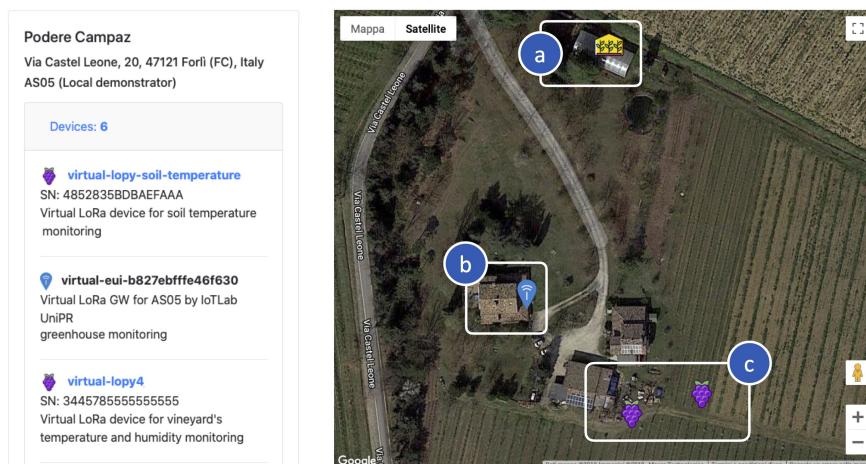 Podere Campaz
Via Castel Leone, 20, 47121 Forlì (FC), Italy
AS05 (Local demonstrator)
Devices: 6
virtual-lopy-soil-temperature
SN: 4852835BDBAEFAAA
Virtual LoRa device for soil temperature
monitoring
virtual-eui-b827ebfffe46f630
Virtual LoRa GW for AS05 by IoTLab
UniPR
greenhouse monitoring
virtual-lopy4
SN: 3445785555555555
Virtual LoRa device for vineyard's
temperature and humidity monitoring
Mappa Satellite
a
Via Castel Leone
Via Castel Leone
b
Via Castel Leone
c
Via
+
−
Google